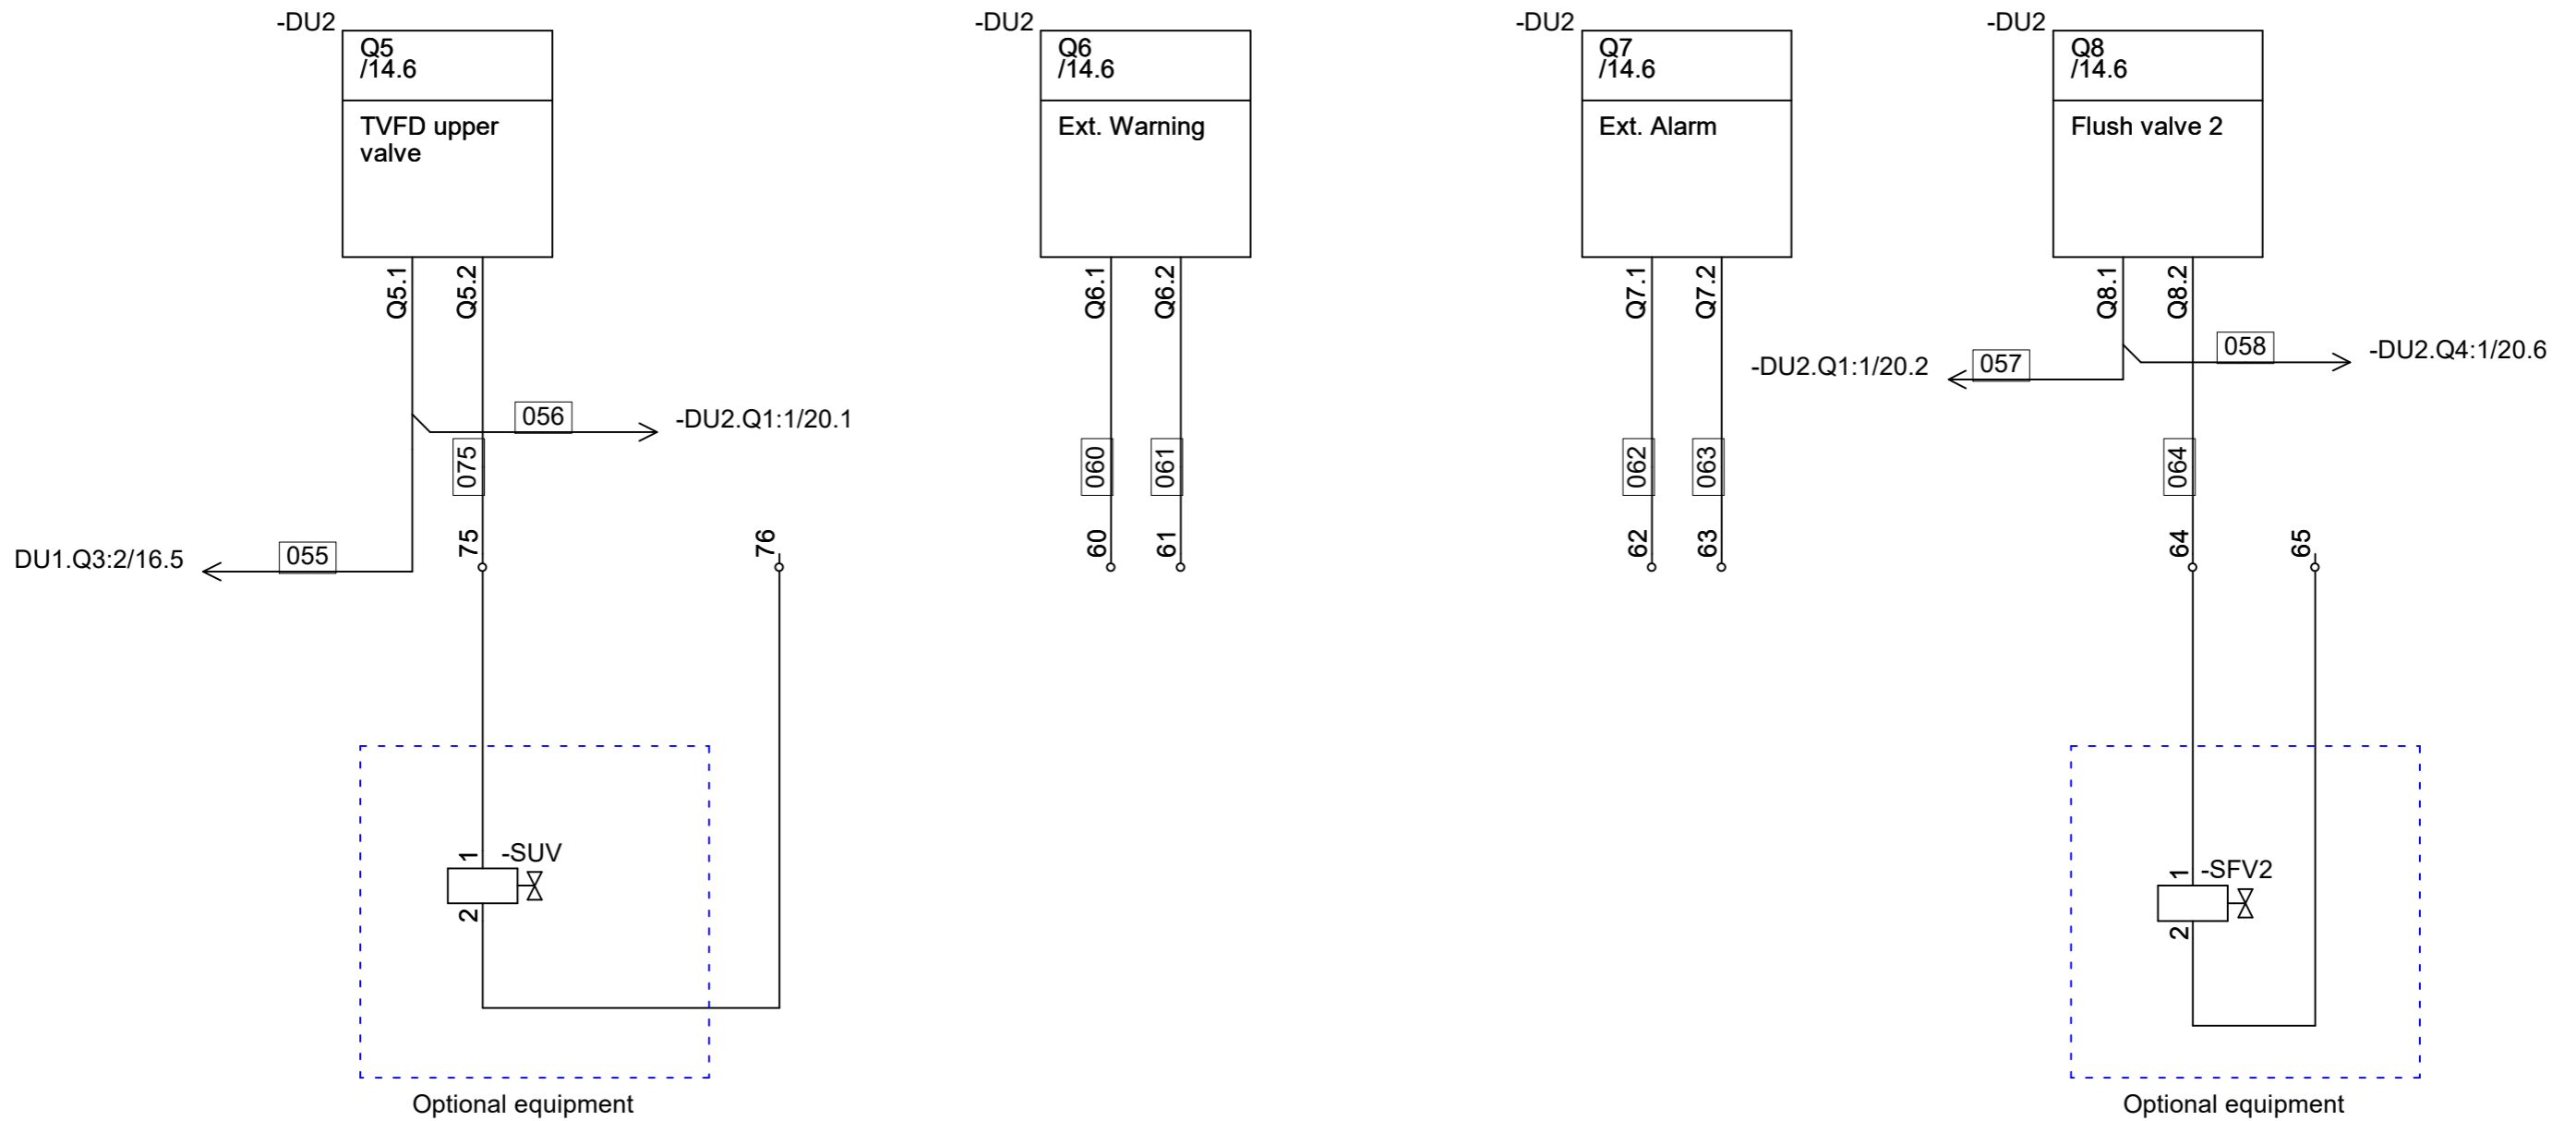 -DU2
Q5
/14.6
TVFD upper
valve
Q5.1
Q5.2
056
-DU2.Q1:1/20.1
075
DU1.Q3:2/16.5
055
75
76
-SUV
1
2
Optional equipment
-DU2
Q6
/14.6
Ext. Warning
Q6.1
Q6.2
060
061
60
61
-DU2
Q7
/14.6
Ext. Alarm
Q7.1
Q7.2
062
063
62
63
-DU2
Q8
/14.6
Flush valve 2
Q8.1
Q8.2
-DU2.Q1:1/20.2
057
058
-DU2.Q4:1/20.6
064
64
65
-SFV2
1
2
Optional equipment